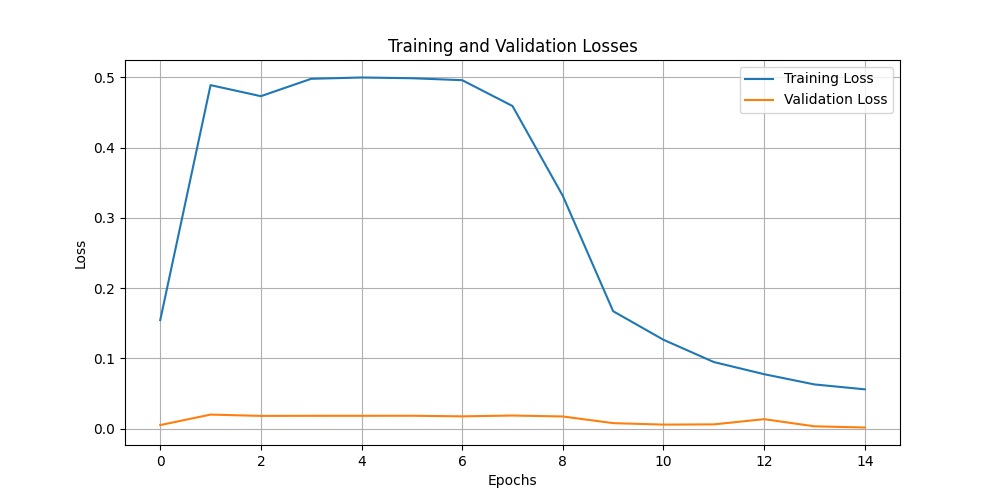 Training and Validation Losses
Training Loss
Validation Loss
Loss
0.5
0.4
0.3
0.2
0.1
0.0
0 2 4 6 8 10 12 14
Epochs